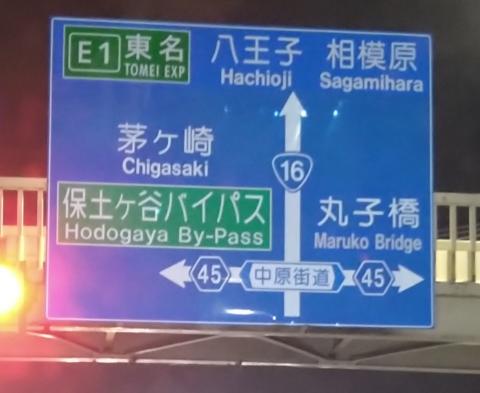 E1 東名
TOMEI EXP
八王子
Hachioji
相模原
Sagamihara
茅ヶ崎
Chigasaki
16
保土ヶ谷バイパス
Hodogaya By-Pass
丸子橋
Maruko Bridge
45 中原街道 45